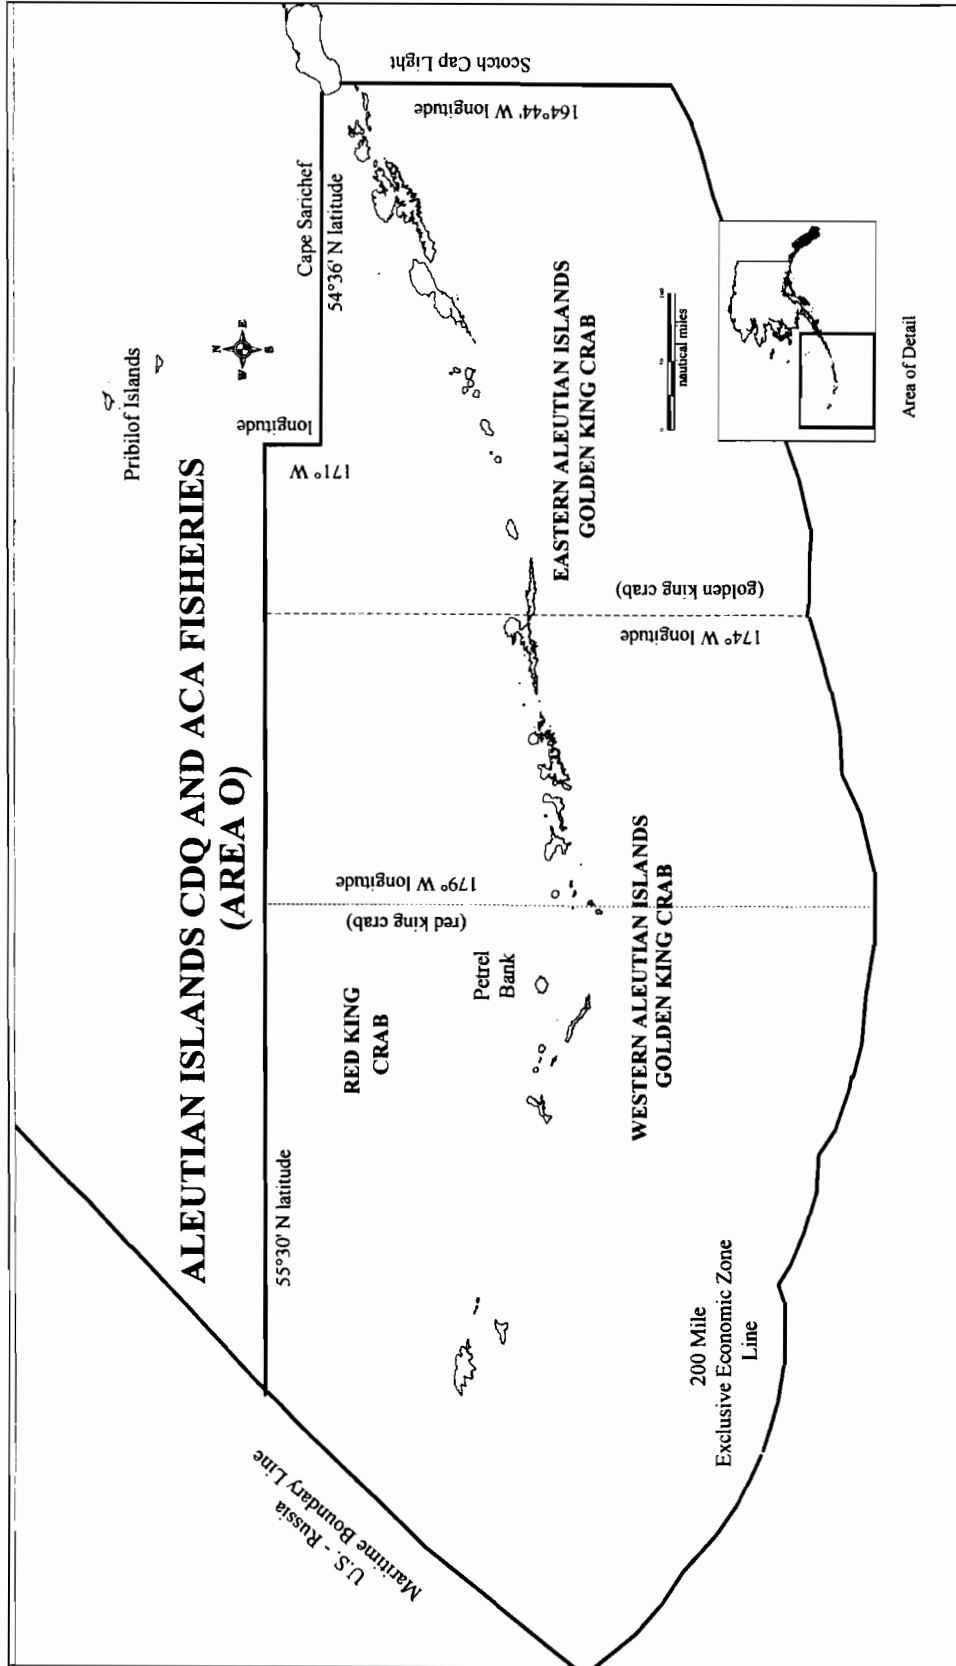 ALEUTIAN ISLANDS CDQ AND ACA FISHERIES
(AREA O)
Pribilof Islands
N
W
E
S
Cape Sarichef
54°36' N latitude
Scotch Cap Light
164°44' W longitude
171° W
longitude
55°30' N latitude
U.S. - Russia
Maritime Boundary Line
179° W longitude
(red king crab)
RED KING
CRAB
Petrel
Bank
174° W longitude
(golden king crab)
EASTERN ALEUTIAN ISLANDS
GOLDEN KING CRAB
WESTERN ALEUTIAN ISLANDS
GOLDEN KING CRAB
200 Mile
Exclusive Economic Zone
Line
nautical miles
Area of Detail